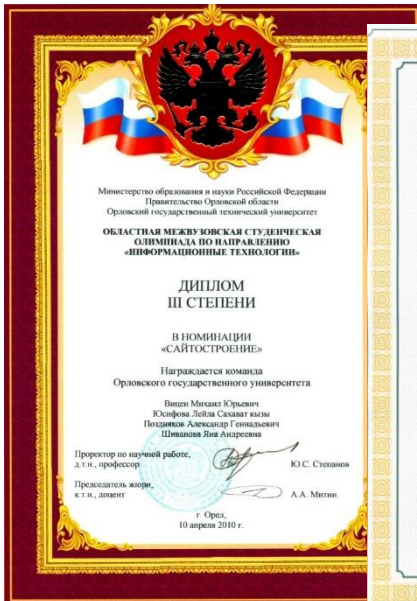 Министерство образования и науки Российской Федерации
Правительство Орловской области
Орловский государственный технический университет
ОБЛАСТНАЯ МЕЖВУЗОВСКАЯ СТУДЕНЧЕСКАЯ
ОЛИМПИАДА ПО НАПРАВЛЕНИЮ
«ИНФОРМАЦИОННЫЕ ТЕХНОЛОГИИ»
ДИПЛОМ
III СТЕПЕНИ
В НОМИНАЦИИ
«САЙТОСТРОЕНИЕ»
Награждается команда
Орловского государственного университета
Вицен Михаил Юрьевич
Юсифова Лейла Сахават кызы
Поздняков Александр Геннадьевич
Шиванова Яна Андреевна
Проректор по научной работе,
д.т.н., профессор Ю.С. Степанов
Председатель жюри,
к.т.н., доцент А.А. Митин
г. Орел,
10 апреля 2010 г.